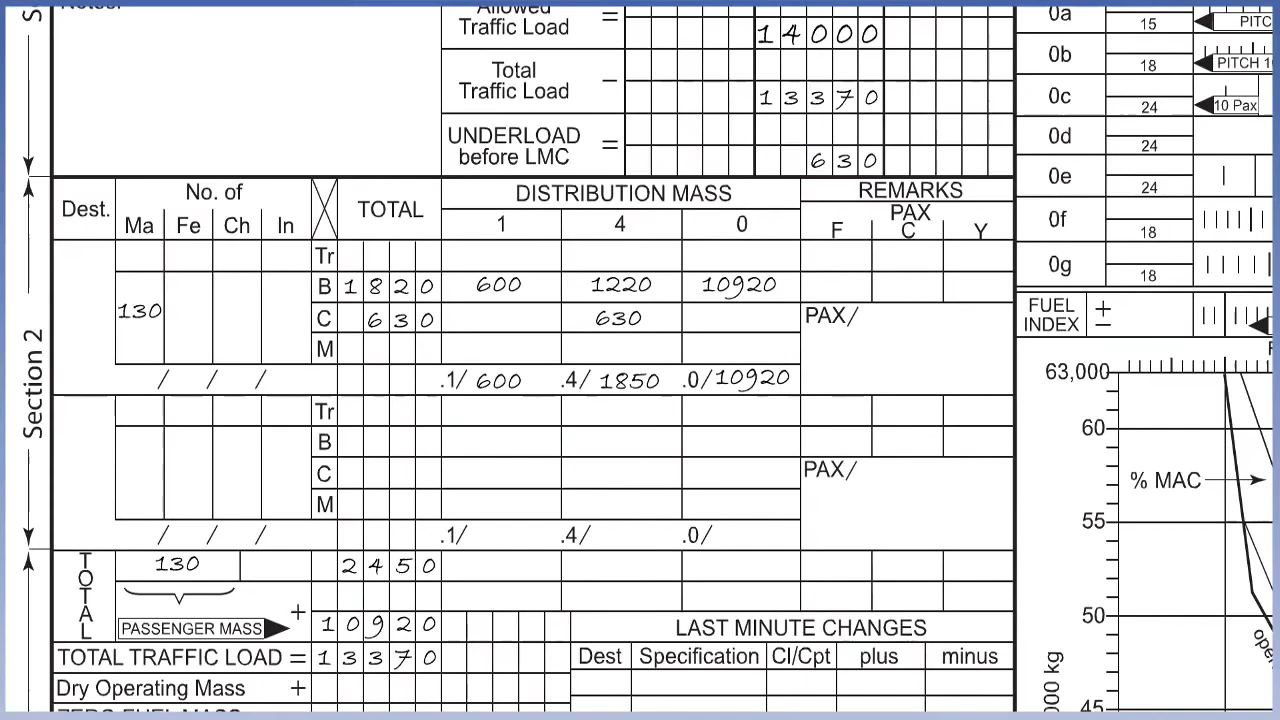 Allowed
Traffic Load = 14000
Total
Traffic Load – 13370
UNDERLOAD
before LMC = 630
Section 2
Dest. No. of TOTAL DISTRIBUTION MASS REMARKS
Ma Fe Ch In 1 4 0 PAX
F C Y
Tr
130 B 1820 600 1220 10920
C 630 630 PAX/
M
/ / / .1/ 600 .4/ 1850 .0/ 10920
Tr
B
C PAX/
M
/ / / .1/ .4/ .0/
TOTAL 130 2450
+
PASSENGER MASS 10920
LAST MINUTE CHANGES
TOTAL TRAFFIC LOAD = 13370
Dest Specification Cl/Cpt plus minus
Dry Operating Mass +
0a 15
0b 18
0c 24 10 Pax
0d 24
0e 24
0f 18
0g 18
FUEL
INDEX + –
63,000
60
% MAC
55
50
45